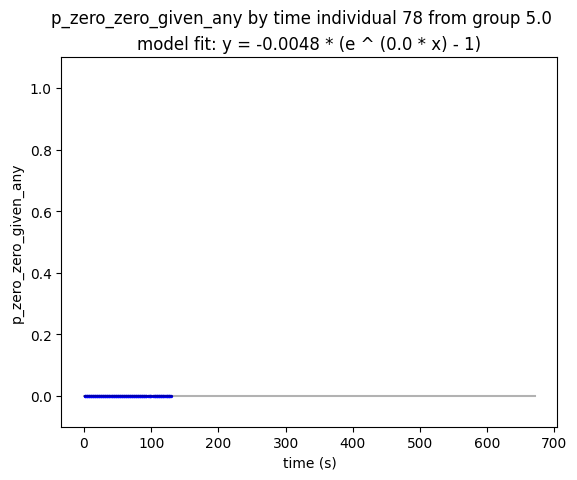 p_zero_zero_given_any by time individual 78 from group 5.0
model fit: y = -0.0048 * (e ^ (0.0 * x) - 1)
1.0
0.8
0.6
0.4
0.2
0.0
p_zero_zero_given_any
0 100 200 300 400 500 600 700
time (s)